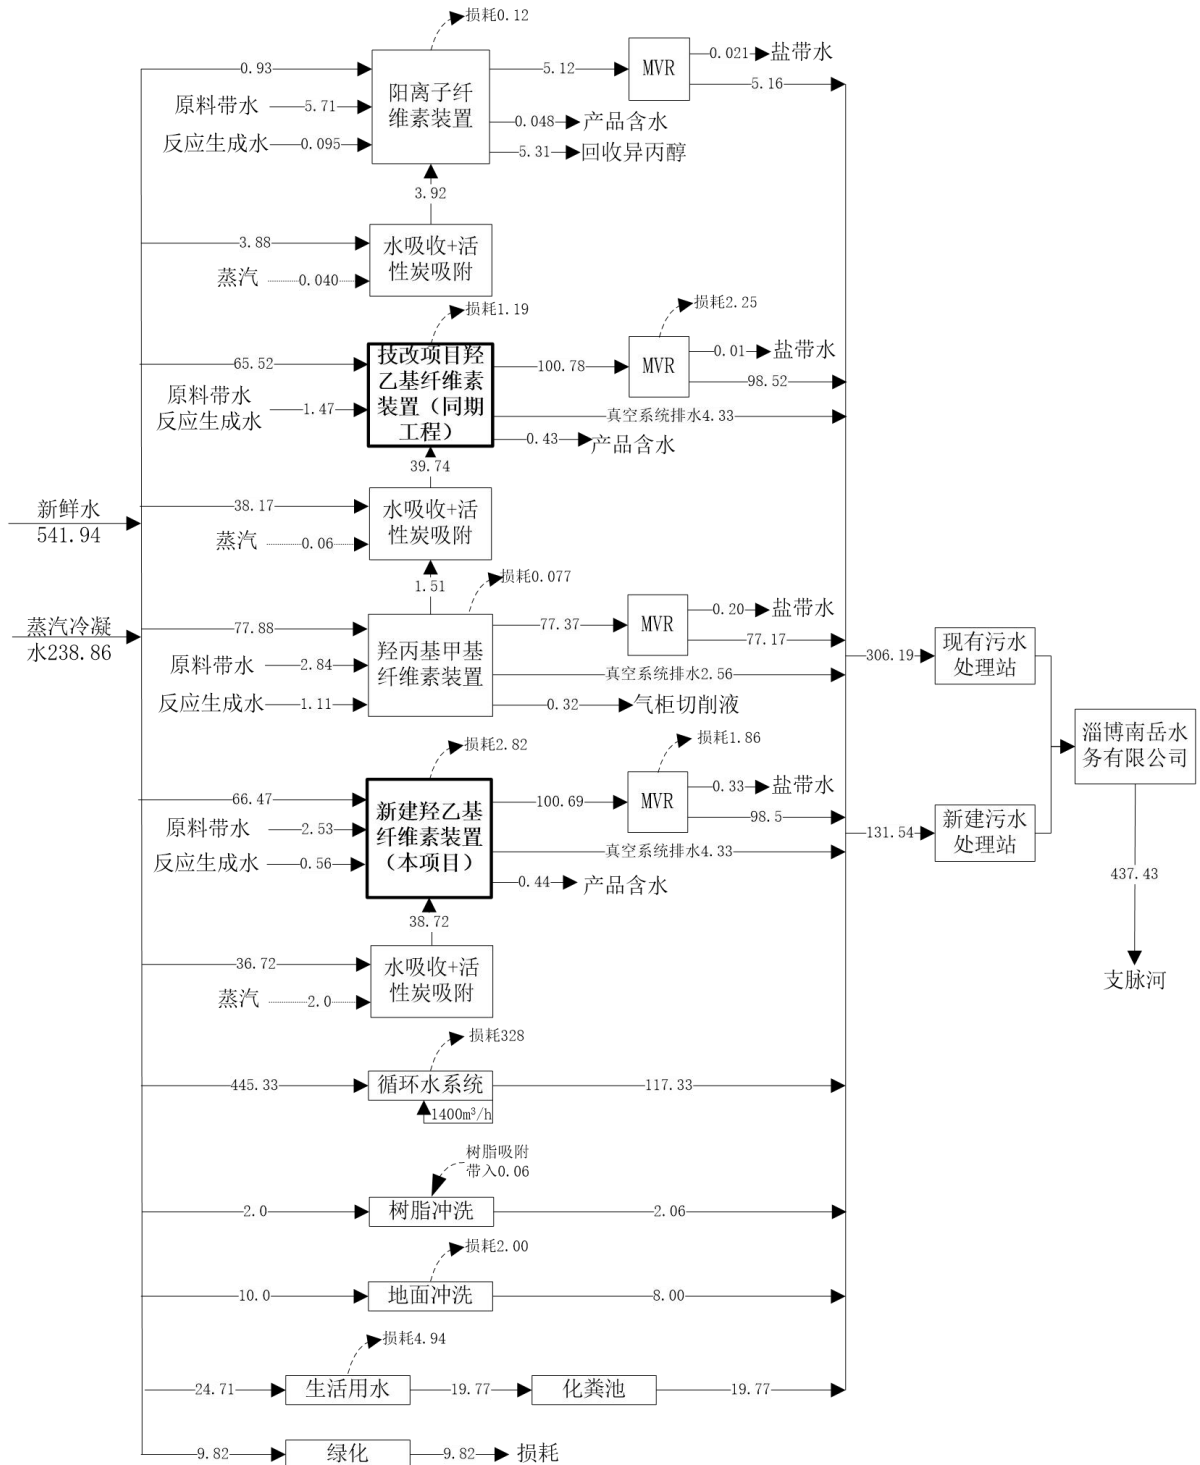 损耗0.12
0.93
原料带水
5.71
反应生成水
0.095
阳离子纤
维素装置
5.12
MVR
0.021
盐带水
5.16
0.048
产品含水
5.31
回收异丙醇
3.92
3.88
蒸汽
0.040
水吸收+活
性炭吸附
损耗1.19
65.52
原料带水
反应生成水
1.47
技改项目羟
乙基纤维素
装置（同期
工程）
100.78
MVR
损耗2.25
0.01
盐带水
98.52
真空系统排水4.33
0.43
产品含水
39.74
新鲜水
541.94
38.17
蒸汽
0.06
水吸收+活
性炭吸附
1.51
损耗0.077
蒸汽冷凝
水238.86
77.88
原料带水
2.84
反应生成水
1.11
羟丙基甲基
纤维素装置
77.37
MVR
0.20
盐带水
77.17
真空系统排水2.56
0.32
气柜切削液
306.19
现有污水
处理站
淄博南岳水
务有限公司
损耗2.82
66.47
原料带水
2.53
反应生成水
0.56
新建羟乙基
纤维素装置
（本项目）
100.69
MVR
损耗1.86
0.33
盐带水
98.5
真空系统排水4.33
0.44
产品含水
131.54
新建污水
处理站
437.43
支脉河
38.72
36.72
蒸汽
2.0
水吸收+活
性炭吸附
损耗328
445.33
循环水系统
1400m³/h
117.33
树脂吸附
带入0.06
2.0
树脂冲洗
2.06
损耗2.00
10.0
地面冲洗
8.00
损耗4.94
24.71
生活用水
19.77
化粪池
19.77
9.82
绿化
9.82
损耗